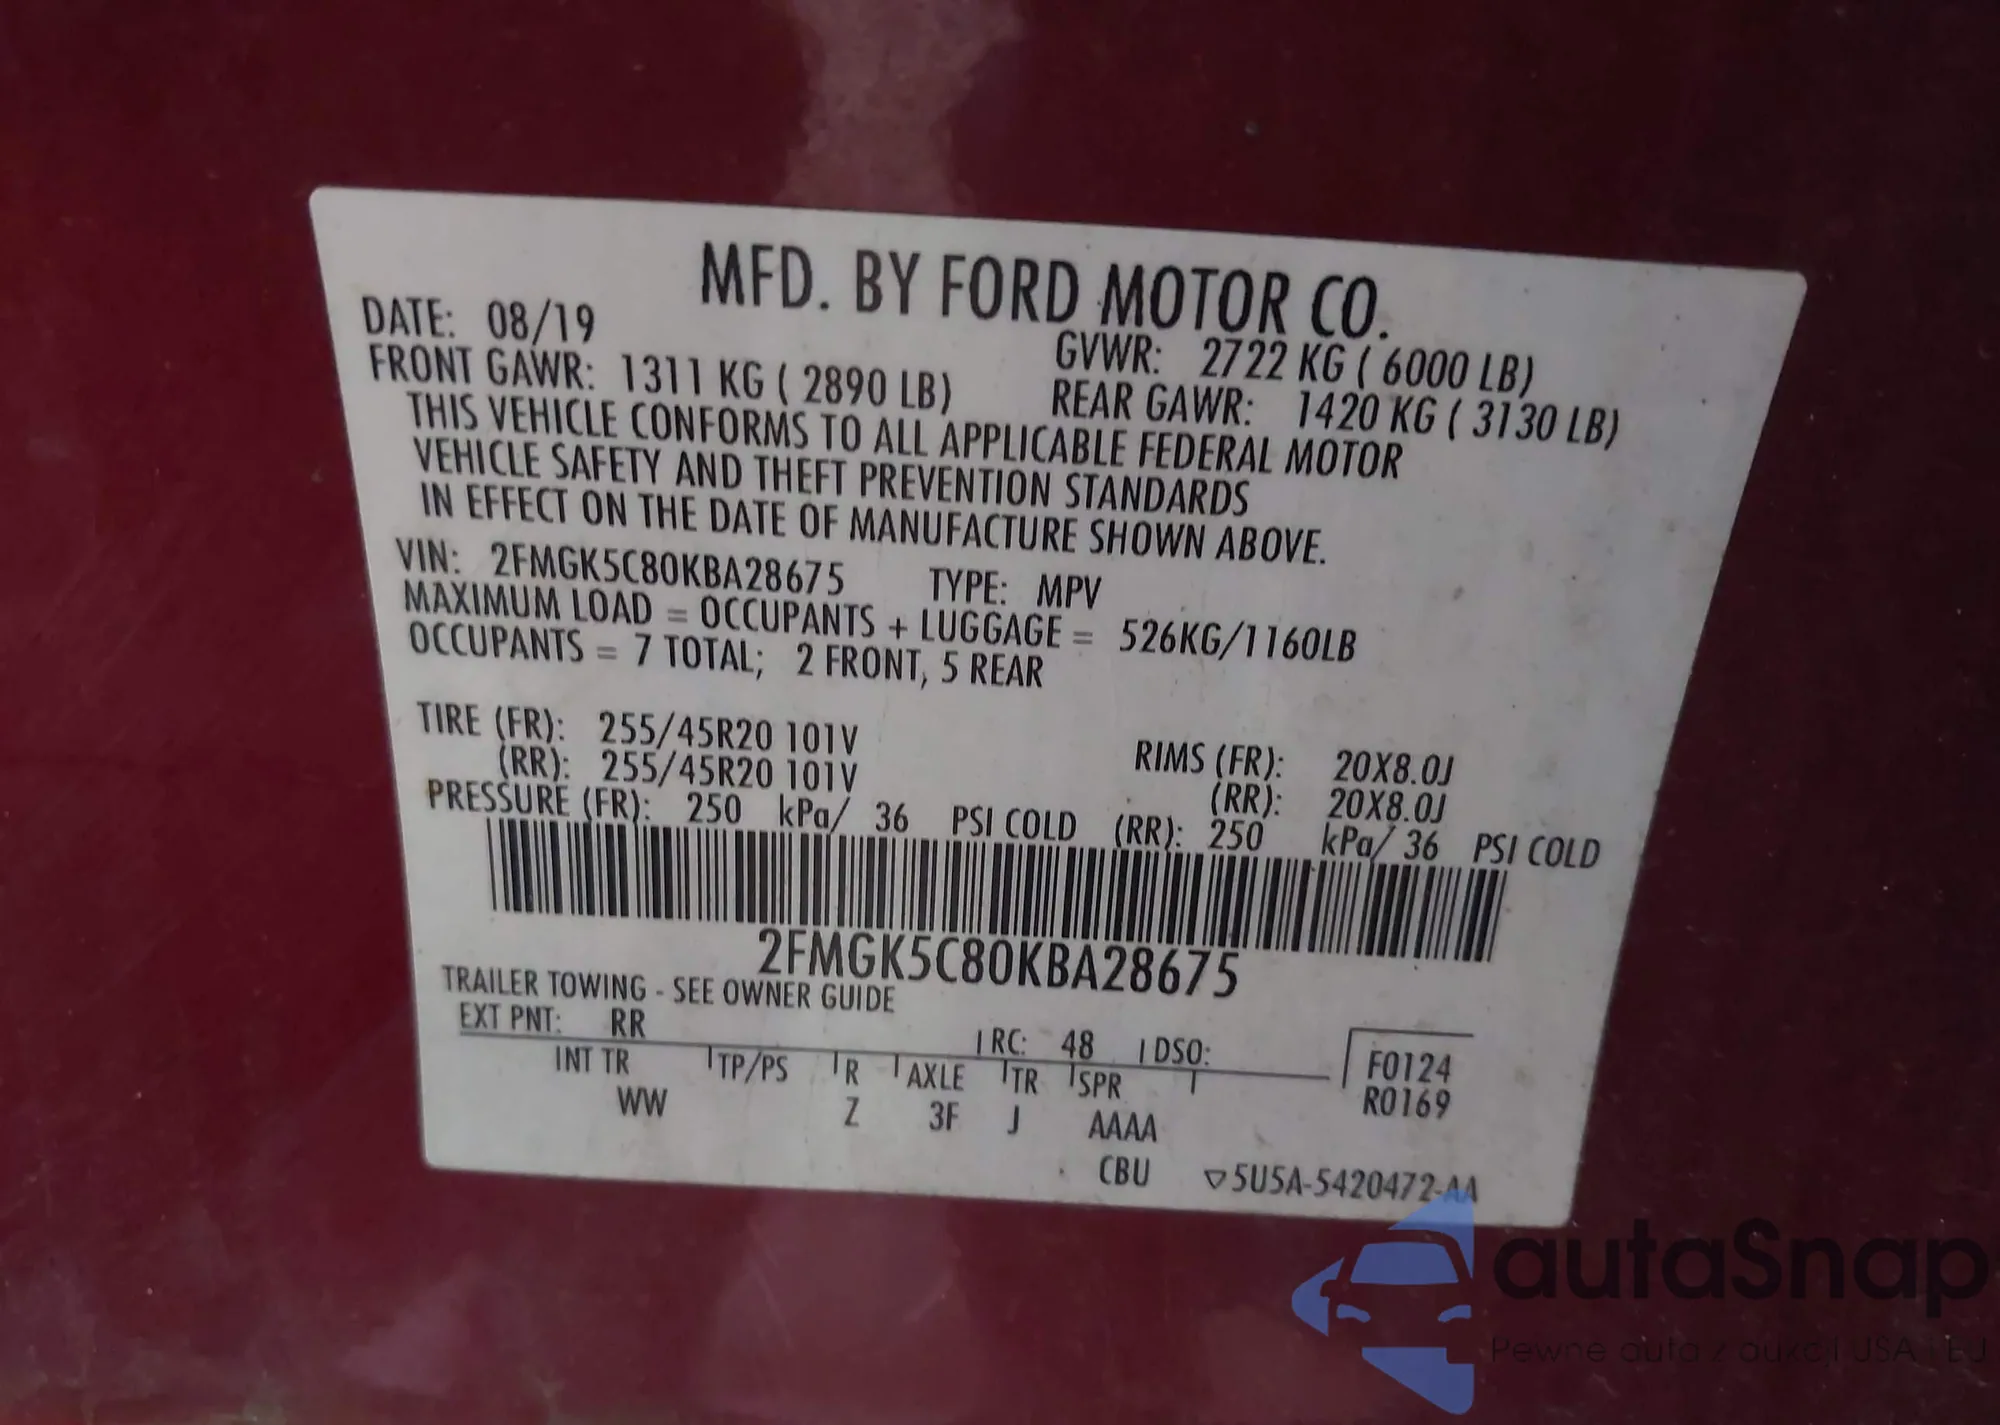 MFD. BY FORD MOTOR CO.
DATE: 08/19 GVWR: 2722 KG ( 6000 LB)
FRONT GAWR: 1311 KG ( 2890 LB) REAR GAWR: 1420 KG ( 3130 LB)
THIS VEHICLE CONFORMS TO ALL APPLICABLE FEDERAL MOTOR
VEHICLE SAFETY AND THEFT PREVENTION STANDARDS
IN EFFECT ON THE DATE OF MANUFACTURE SHOWN ABOVE.
VIN: 2FMGK5C80KBA28675 TYPE: MPV
MAXIMUM LOAD = OCCUPANTS + LUGGAGE = 526KG/1160LB
OCCUPANTS = 7 TOTAL; 2 FRONT, 5 REAR
TIRE (FR): 255/45R20 101V RIMS (FR): 20X8.0J
(RR): 255/45R20 101V (RR): 20X8.0J
PRESSURE (FR): 250 kPa/ 36 PSI COLD (RR): 250 kPa/ 36 PSI COLD
2FMGK5C80KBA28675
TRAILER TOWING - SEE OWNER GUIDE
EXT PNT: RR RC: 48 DSO: F0124
INT TR TP/PS R AXLE TR SPR R0169
WW Z 3F J AAAA
CBU ▽5U5A-5420472-AA
autaSnap
Pewne auta z aukcji USA i EU